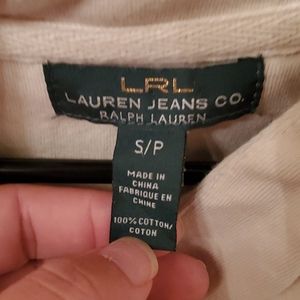 LRL
LAUREN JEANS CO.
RALPH LAUREN
S/P
MADE IN
CHINA
FABRIQUE EN
CHINE
100% COTTON/
COTON